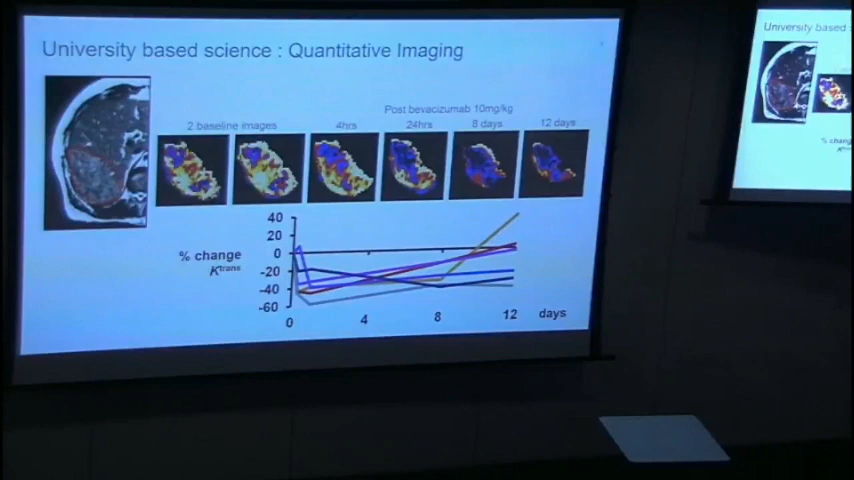 University based science : Quantitative Imaging
Post bevacizumab 10mg/kg
2 baseline images
4hrs
24hrs
8 days
12 days
40
20
0
-20
-40
-60
% change
Ktrans
0
4
8
12
days
University based
% chang